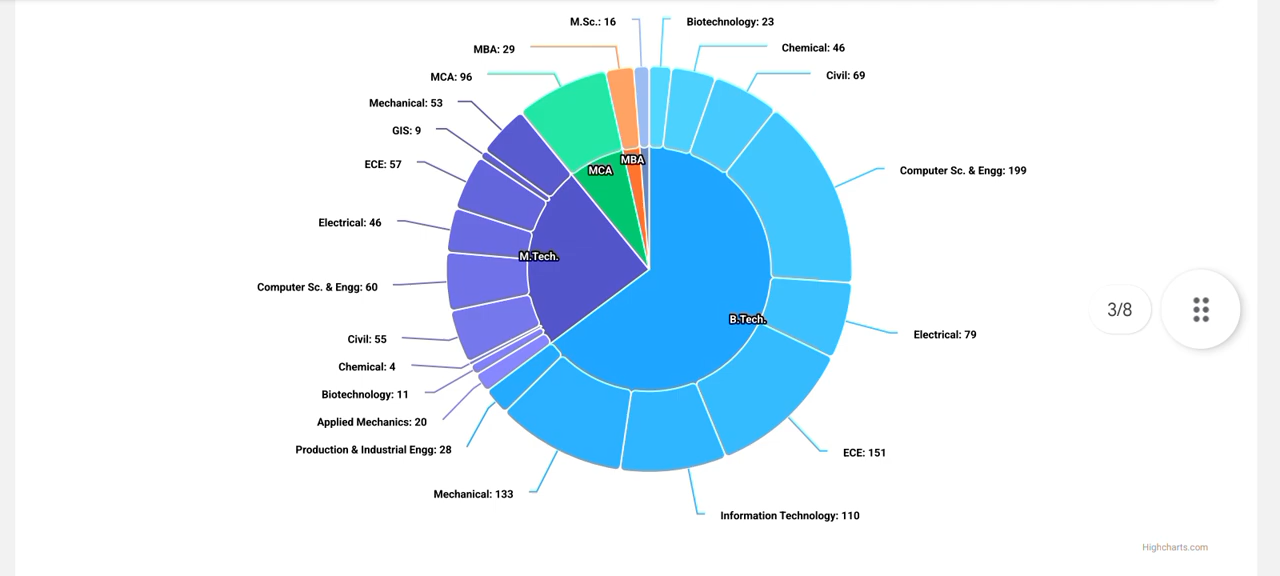 M.Sc.: 16
Biotechnology: 23
MBA: 29
Chemical: 46
MCA: 96
Civil: 69
Mechanical: 53
GIS: 9
MBA
ECE: 57
MCA
Computer Sc. & Engg: 199
Electrical: 46
M.Tech.
Computer Sc. & Engg: 60
3/8
B.Tech.
Electrical: 79
Civil: 55
Chemical: 4
Biotechnology: 11
Applied Mechanics: 20
Production & Industrial Engg: 28
ECE: 151
Mechanical: 133
Information Technology: 110
Highcharts.com